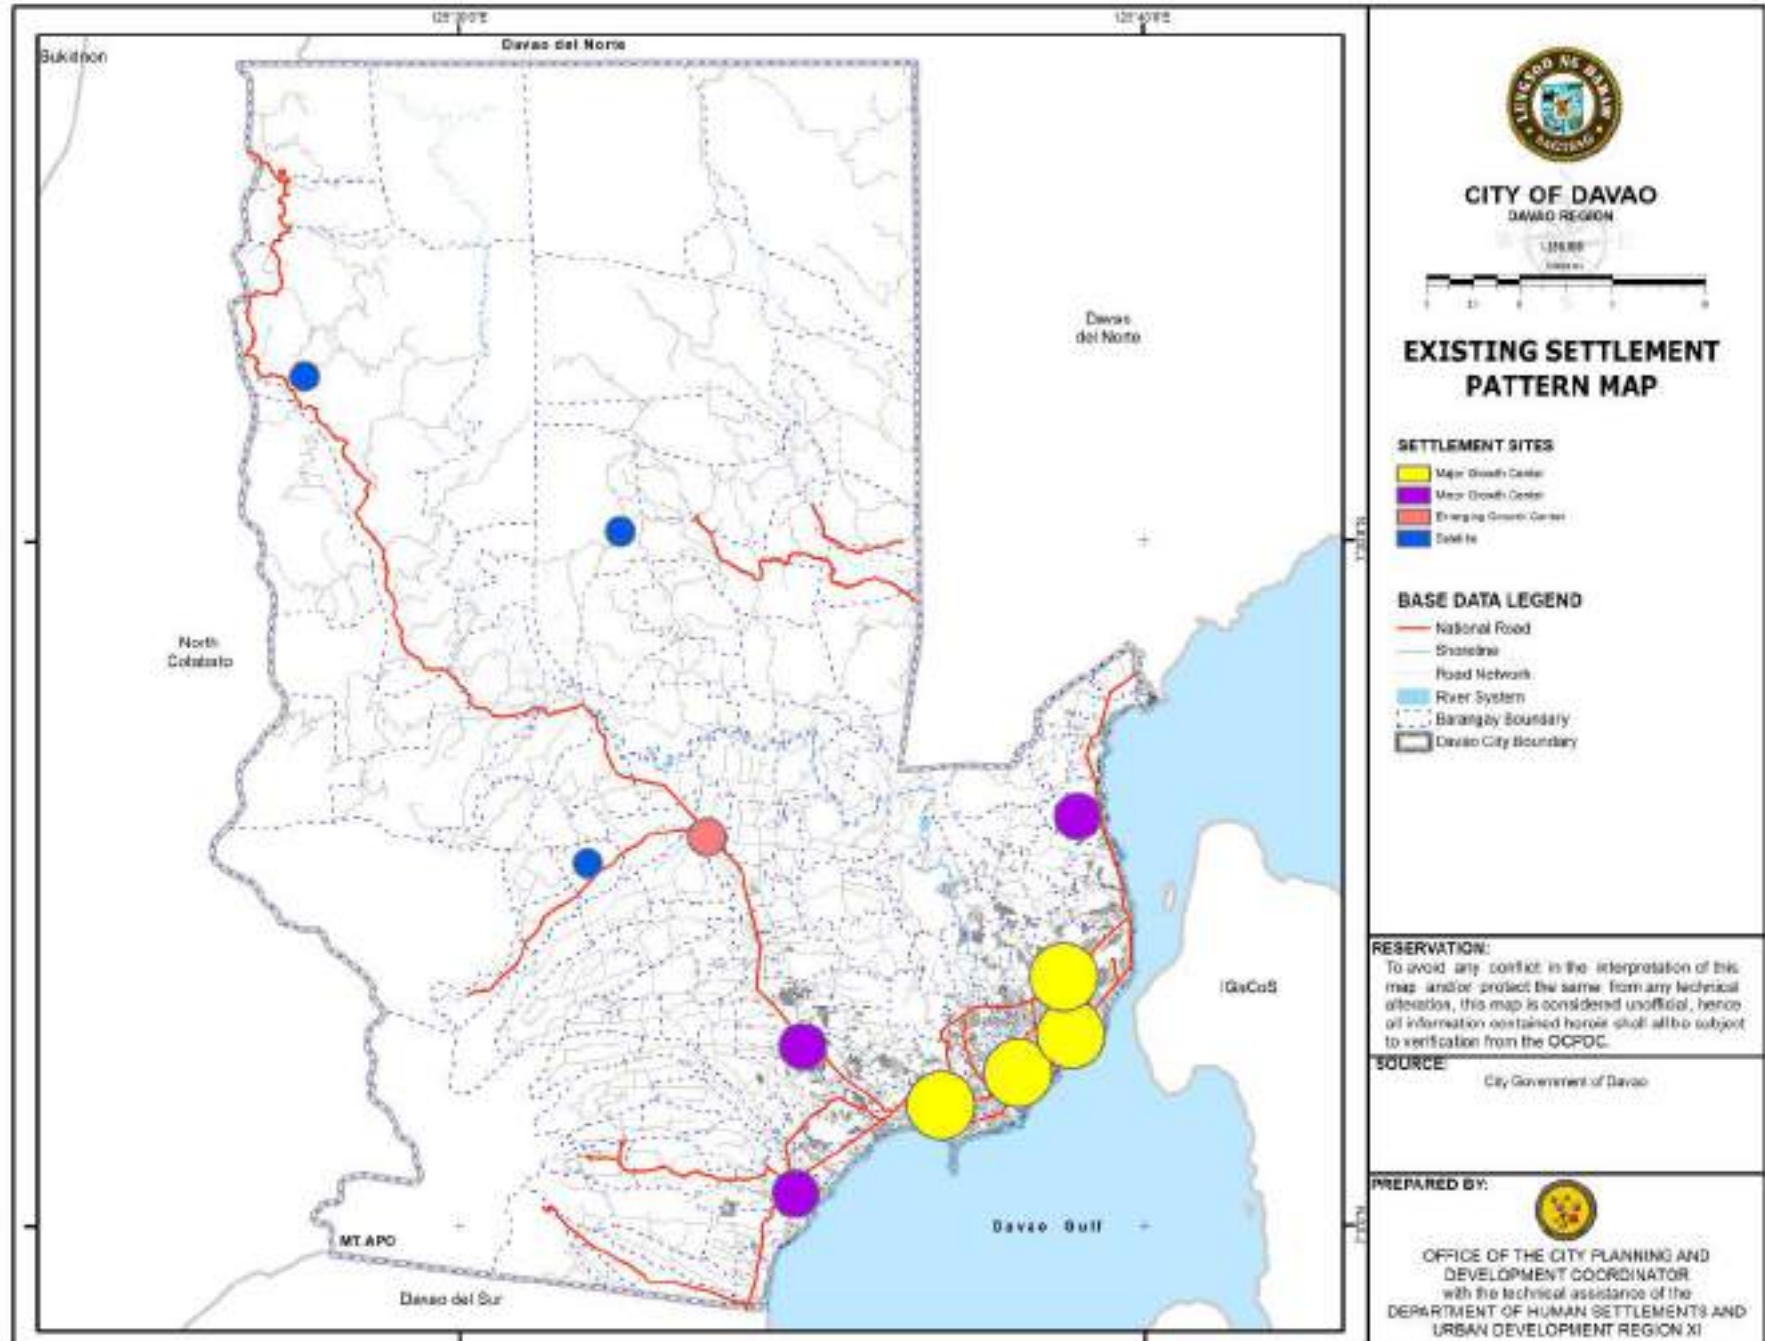 Bukidnon
Davao del Norte
Davao
del Norte
North
Cotabato
IGaCoS
Davao Gulf
MT. APO
Davao del Sur
LUNGSOD NG DABAW
SAGISAG
CITY OF DAVAO
DAVAO REGION
EXISTING SETTLEMENT
PATTERN MAP
SETTLEMENT SITES
Major Growth Center
Minor Growth Center
Emerging Growth Center
Satellite
BASE DATA LEGEND
National Road
Shoreline
Road Network
River System
Barangay Boundary
Davao City Boundary
RESERVATION:
To avoid any conflict in the interpretation of this
map and/or protect the same from any technical
alteration, this map is considered unofficial, hence
all information contained herein shall all be subject
to verification from the OCPDC.
SOURCE:
City Government of Davao
PREPARED BY:
OFFICE OF THE CITY PLANNING AND
DEVELOPMENT COORDINATOR
with the technical assistance of the
DEPARTMENT OF HUMAN SETTLEMENTS AND
URBAN DEVELOPMENT REGION XI